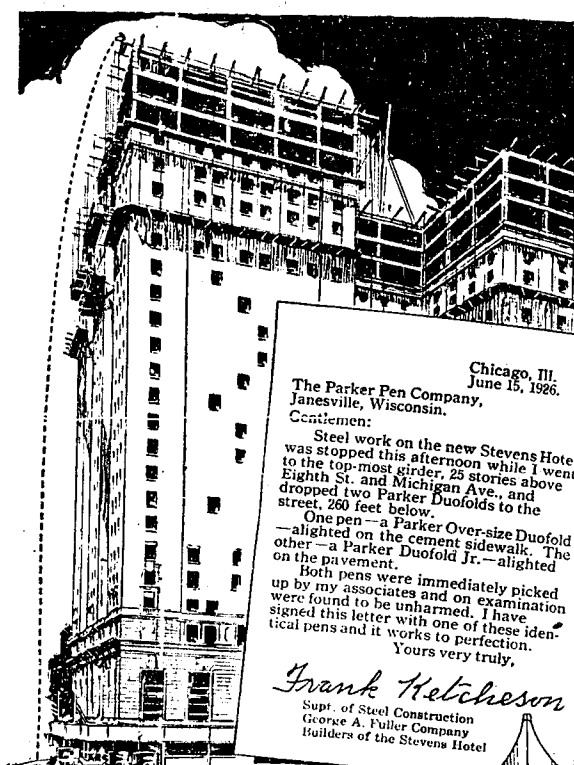 Chicago, Ill.
June 15, 1926.
The Parker Pen Company,
Janesville, Wisconsin.
Gentlemen:
Steel work on the new Stevens Hote
was stopped this afternoon while I went
to the top-most girder, 25 stories above
Eighth St. and Michigan Ave., and
dropped two Parker Duofolds to the
street, 260 feet below.
One pen—a Parker Over-size Duofold
—alighted on the cement sidewalk. The
other—a Parker Duofold Jr.—alighted
on the pavement.
Both pens were immediately picked
up by my associates and on examination
were found to be unharmed. I have
signed this letter with one of these iden-
tical pens and it works to perfection.
Yours very truly,
Frank Ketcheson
Supt. of Steel Construction
George A. Fuller Company
Builders of the Stevens Hotel